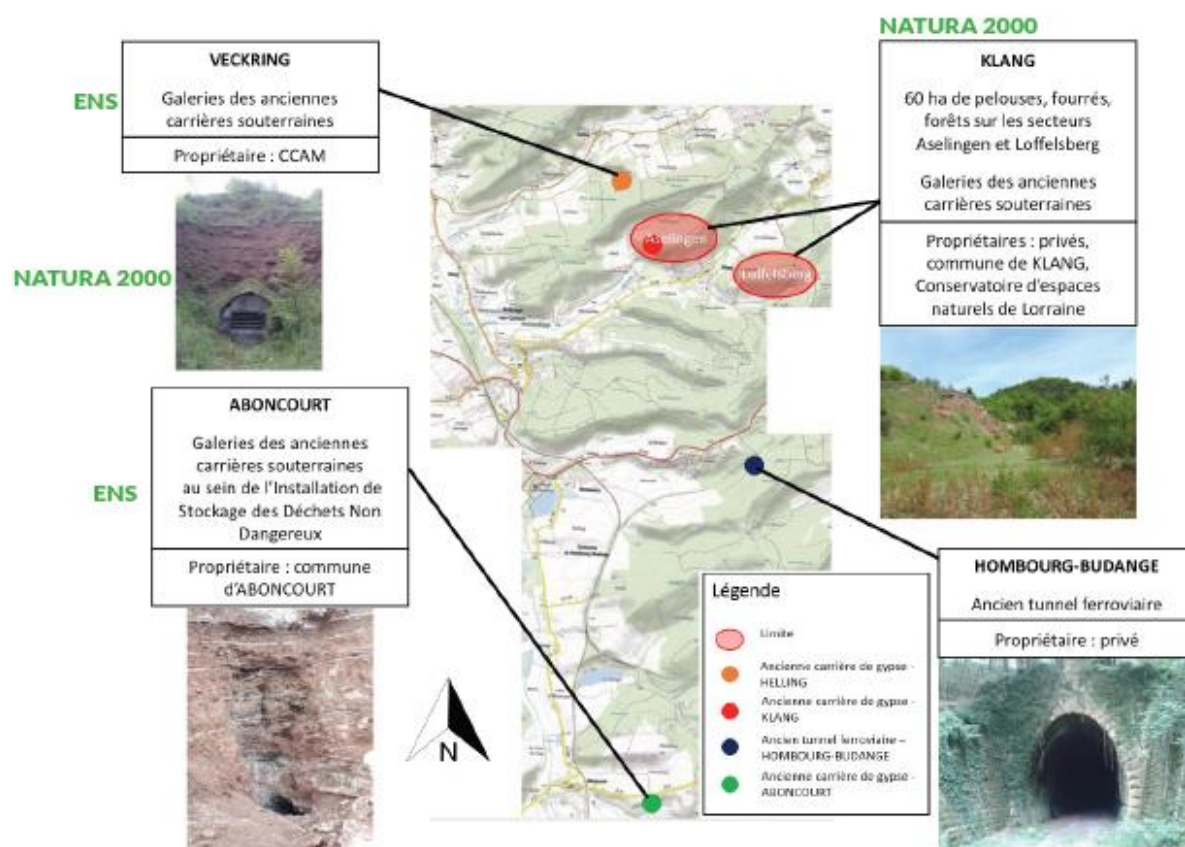 NATURA 2000
VECKRING
ENS
Galeries des anciennes
carrières souterraines
Propriétaire : CCAM
NATURA 2000
KLANG
60 ha de pelouses, fourrés,
forêts sur les secteurs
Aselingen et Loffelsberg
Galeries des anciennes
carrières souterraines
Propriétaires : privés,
commune de KLANG,
Conservatoire d'espaces
naturels de Lorraine
Aselingen
Loffelsberg
ABONCOURT
ENS
Galeries des anciennes
carrières souterraines
au sein de l'Installation de
Stockage des Déchets Non
Dangereux
Propriétaire : commune
d'ABONCOURT
HOMBOURG-BUDANGE
Ancien tunnel ferroviaire
Propriétaire : privé
Légende
Limite
Ancienne carrière de gypse -
HELLING
Ancienne carrière de gypse -
KLANG
Ancien tunnel ferroviaire –
HOMBOURG-BUDANGE
Ancienne carrière de gypse -
ABONCOURT
N